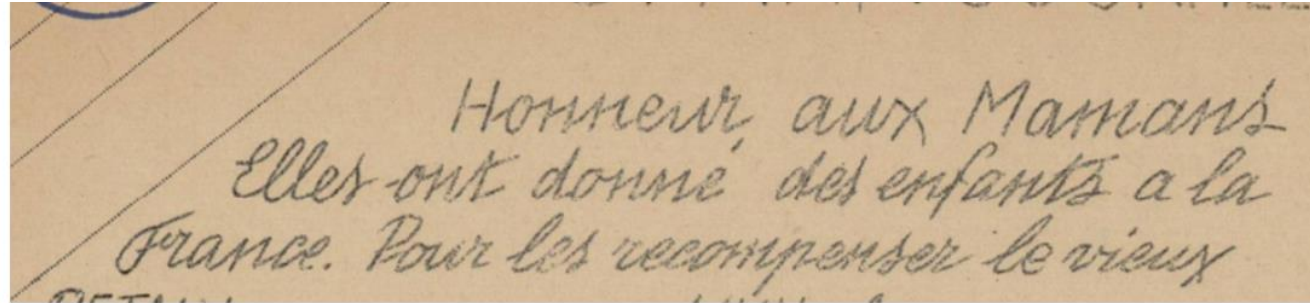 Honneur aux Mamans
Elles ont donné des enfants a la
France. Pour les recompenser le vieux